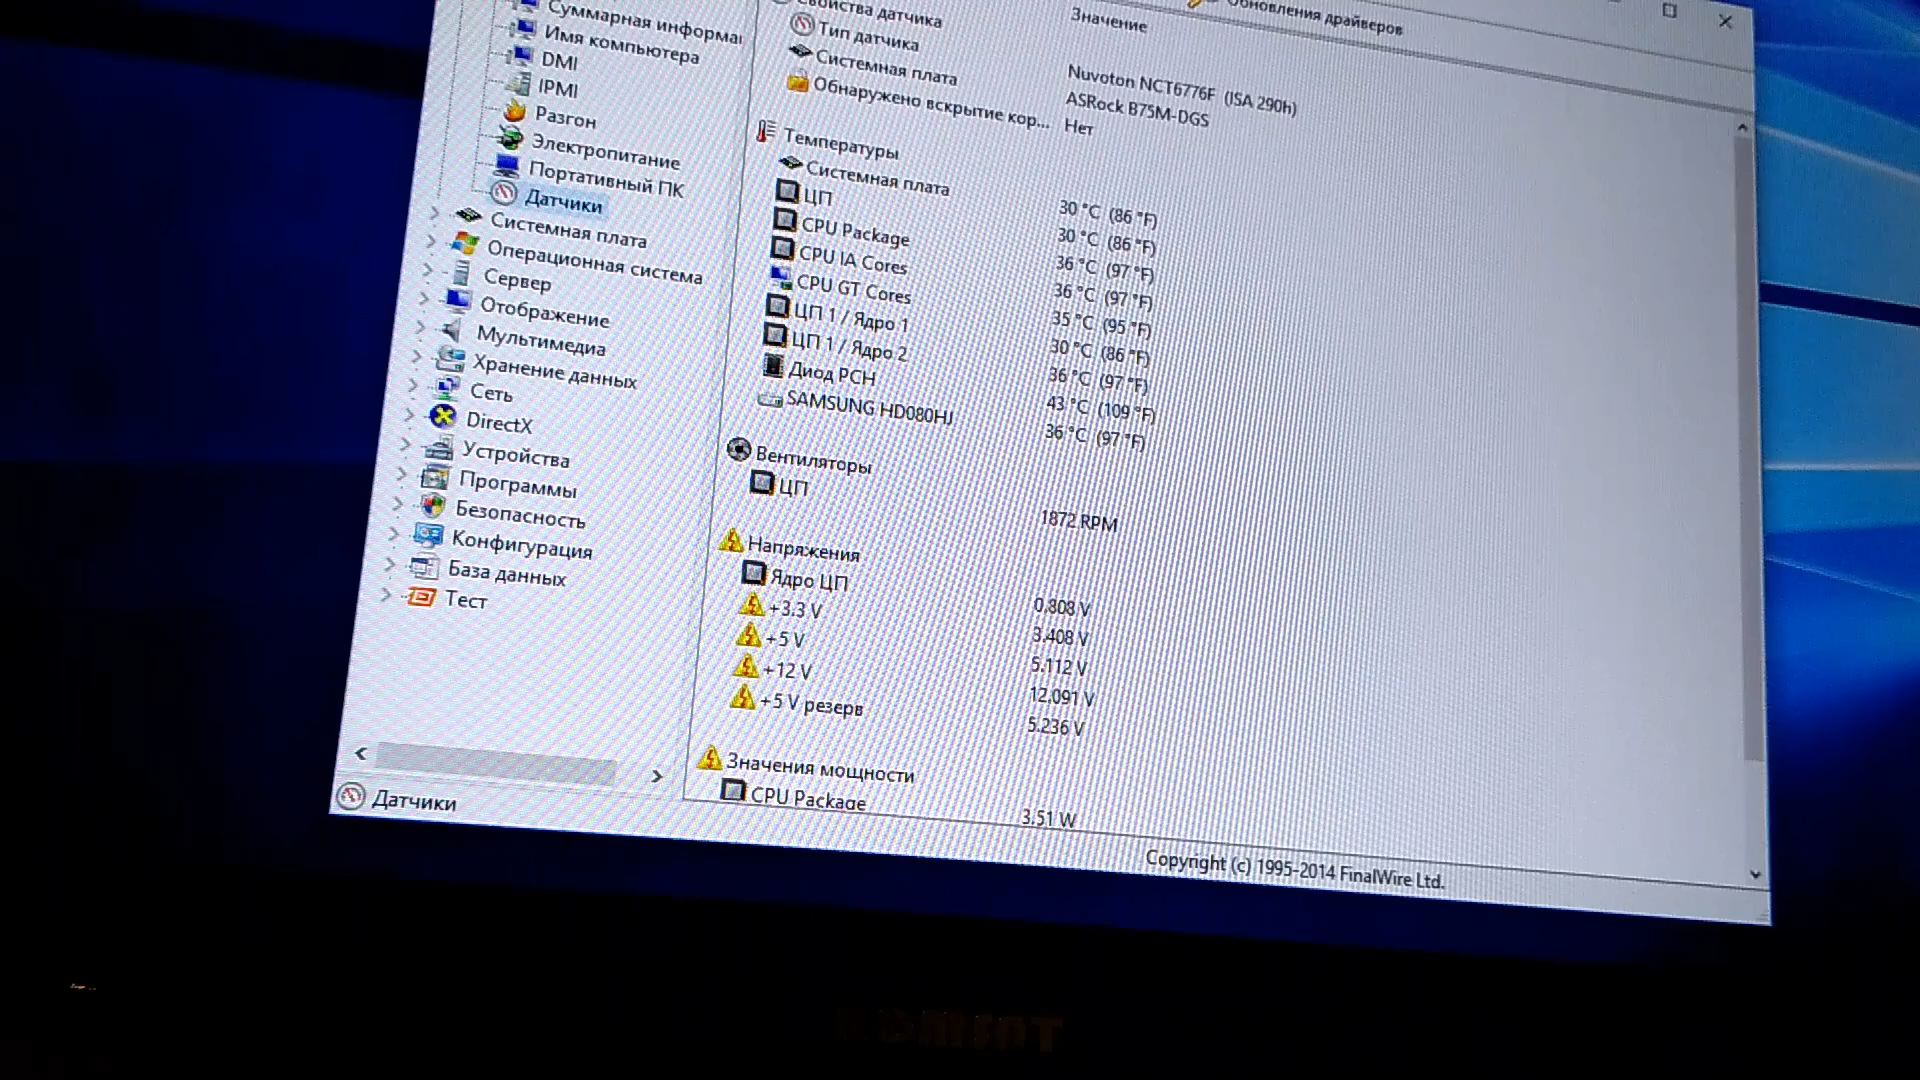 Суммарная информац
Имя компьютера
DMI
IPMI
Разгон
Электропитание
Портативный ПК
Датчики
Системная плата
Операционная система
Сервер
Отображение
Мультимедиа
Хранение данных
Сеть
DirectX
Устройства
Программы
Безопасность
Конфигурация
База данных
Тест
Обновления драйверов
Значение
Свойства датчика
Тип датчика Nuvoton NCT6776F (ISA 290h)
Системная плата ASRock B75M-DGS
Обнаружено вскрытие кор... Нет
Температуры
Системная плата 30 °C (86 °F)
ЦП 30 °C (86 °F)
CPU Package 36 °C (97 °F)
CPU IA Cores 36 °C (97 °F)
CPU GT Cores 35 °C (95 °F)
ЦП 1 / Ядро 1 30 °C (86 °F)
ЦП 1 / Ядро 2 36 °C (97 °F)
Диод PCH 43 °C (109 °F)
SAMSUNG HD080HJ 36 °C (97 °F)
Вентиляторы
ЦП 1872 RPM
Напряжения
Ядро ЦП 0.808 V
+3.3 V 3.408 V
+5 V 5.112 V
+12 V 12.091 V
+5 V резерв 5.236 V
Значения мощности
CPU Package 3.51 W
Датчики
Copyright (c) 1995-2014 FinalWire Ltd.